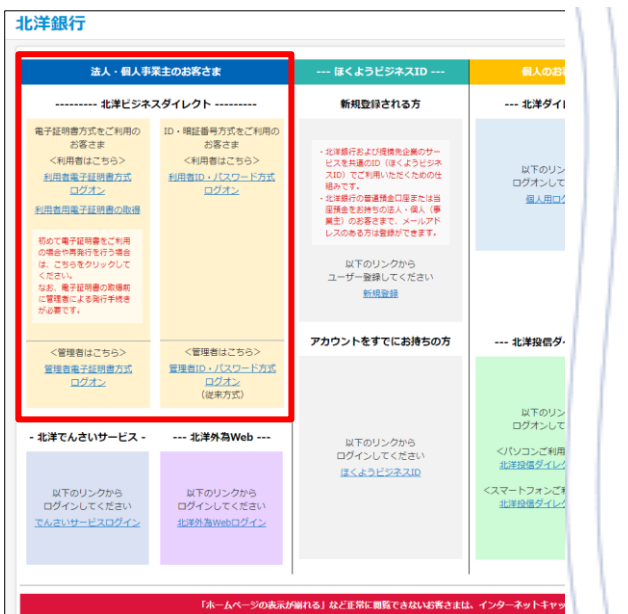 北洋銀行
法人・個人事業主のお客さま
--------- 北洋ビジネスダイレクト ---------
電子証明書方式をご利用の
お客さま
<利用者はこちら>
利用者電子証明書方式
ログオン
利用者用電子証明書の取得
初めて電子証明書をご利用
の場合や再発行を行う場合
は、こちらをクリックして
ください。
なお、電子証明書の取得前
に管理者による発行手続き
が必要です。
<管理者はこちら>
管理者電子証明書方式
ログオン
ID・暗証番号方式をご利用の
お客さま
<利用者はこちら>
利用者ID・パスワード方式
ログオン
<管理者はこちら>
管理者ID・パスワード方式
ログオン
(従来方式)
- 北洋でんさいサービス -
以下のリンクから
ログインしてください
でんさいサービスログイン
--- 北洋外為Web ---
以下のリンクから
ログインしてください
北洋外為Webログイン
--- ほくようビジネスID ---
新規登録される方
・北洋銀行および提携先企業のサー
ビスを共通のID(ほくようビジネ
スID)でご利用いただくための仕
組みです。
・北洋銀行の普通預金口座または当
座預金をお持ちの法人・個人(事
業主)のお客さまで、メールアド
レスのある方は登録ができます。
以下のリンクから
ユーザー登録してください
新規登録
アカウントをすでにお持ちの方
以下のリンクから
ログインしてください
ほくようビジネスID
個人のお
--- 北洋ダイ
以下のリン
ログオンして
個人用ログ
--- 北洋投信ダ
以下のリン
ログオンして
<パソコンご利用
北洋投信ダイレク
<スマートフォンご
北洋投信ダイレク
「ホームページの表示が崩れる」など正常に閲覧できないお客さまは、インターネットキャッ